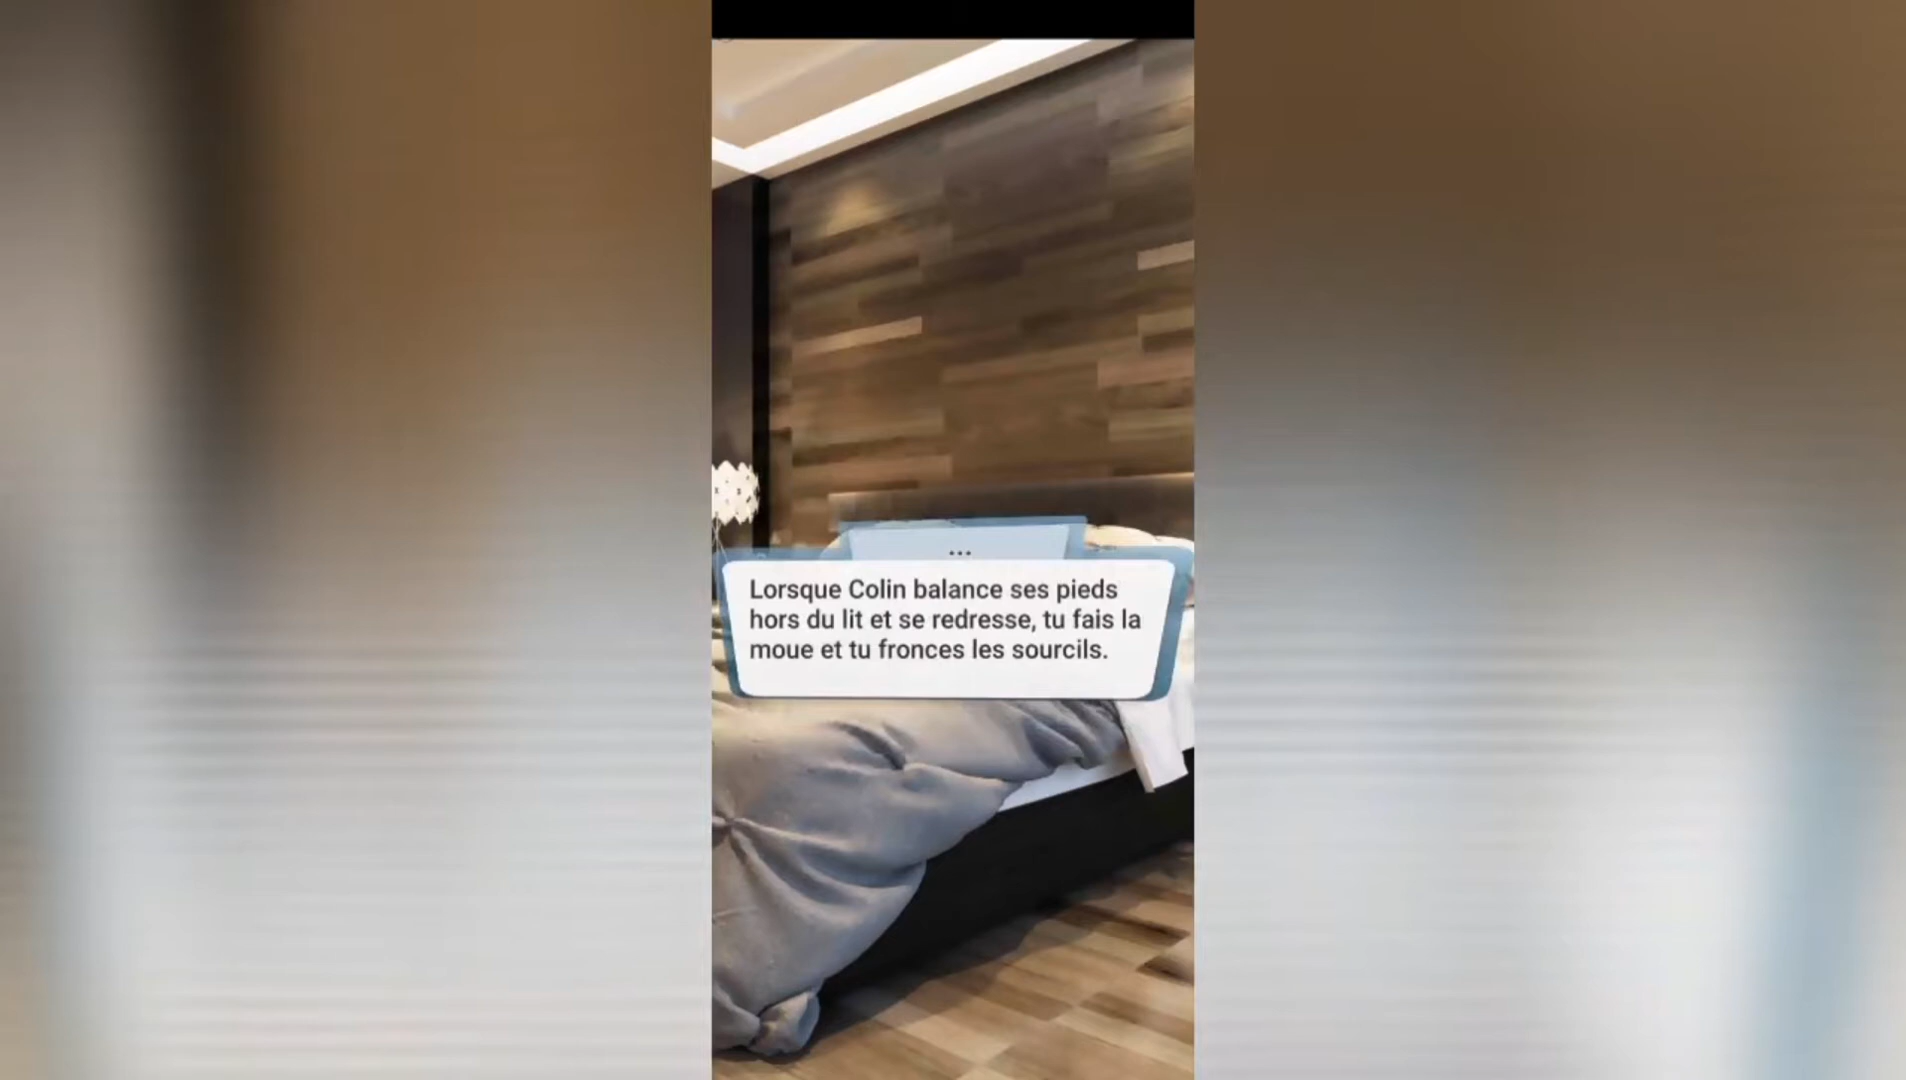 ...
Lorsque Colin balance ses pieds
hors du lit et se redresse, tu fais la
moue et tu fronces les sourcils.